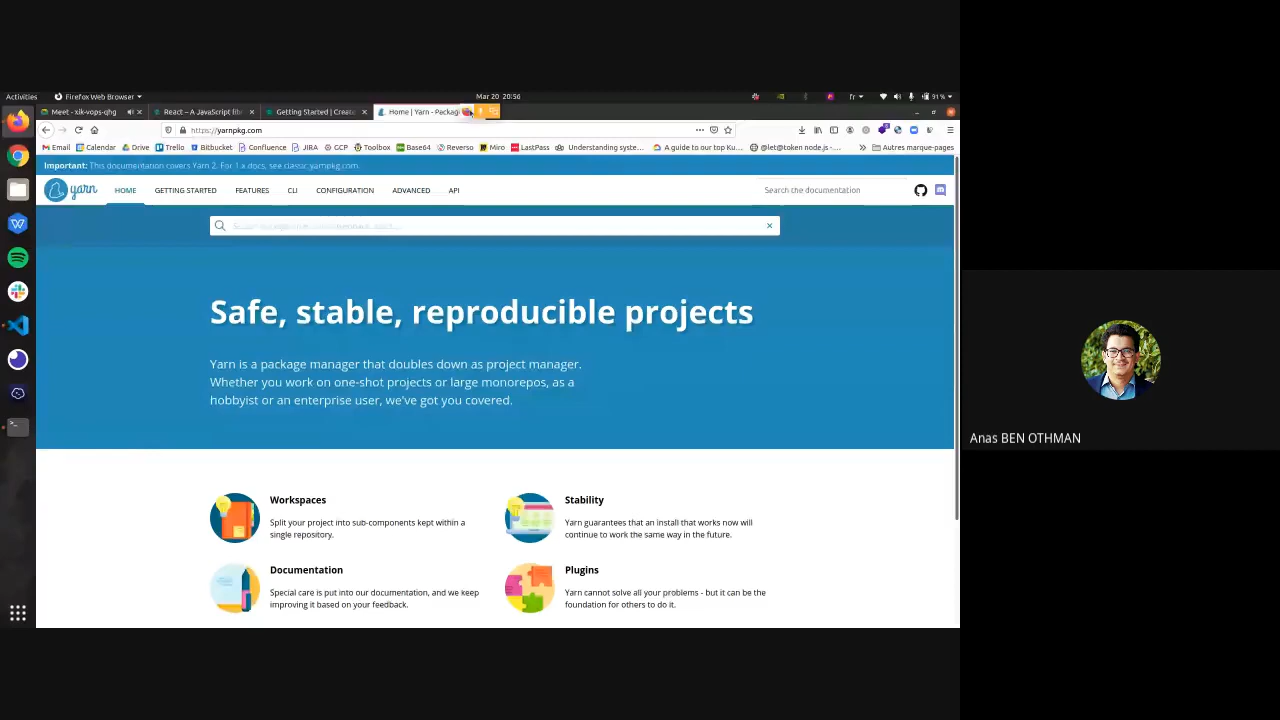 Activities
Firefox Web Browser
Mar 20 20:56
fr
91 %
Meet - xik-vops-qhg
React – A JavaScript lib
Getting Started | Create
Home | Yarn - Package
https://yarnpkg.com
Email
Calendar
Drive
Trello
Bitbucket
Confluence
JIRA
GCP
Toolbox
Base64
Reverso
Miro
LastPass
Understanding syste...
A guide to our top Ku...
@let@token node.js -...
Autres marque-pages
Important: This documentation covers Yarn 2. For 1.x docs, see classic.yarnpkg.com.
yarn
HOME
GETTING STARTED
FEATURES
CLI
CONFIGURATION
ADVANCED
API
Search the documentation
Safe, stable, reproducible projects
Yarn is a package manager that doubles down as project manager.
Whether you work on one-shot projects or large monorepos, as a
hobbyist or an enterprise user, we've got you covered.
Workspaces
Split your project into sub-components kept within a
single repository.
Stability
Yarn guarantees that an install that works now will
continue to work the same way in the future.
Documentation
Special care is put into our documentation, and we keep
improving it based on your feedback.
Plugins
Yarn cannot solve all your problems - but it can be the
foundation for others to do it.
Anas BEN OTHMAN